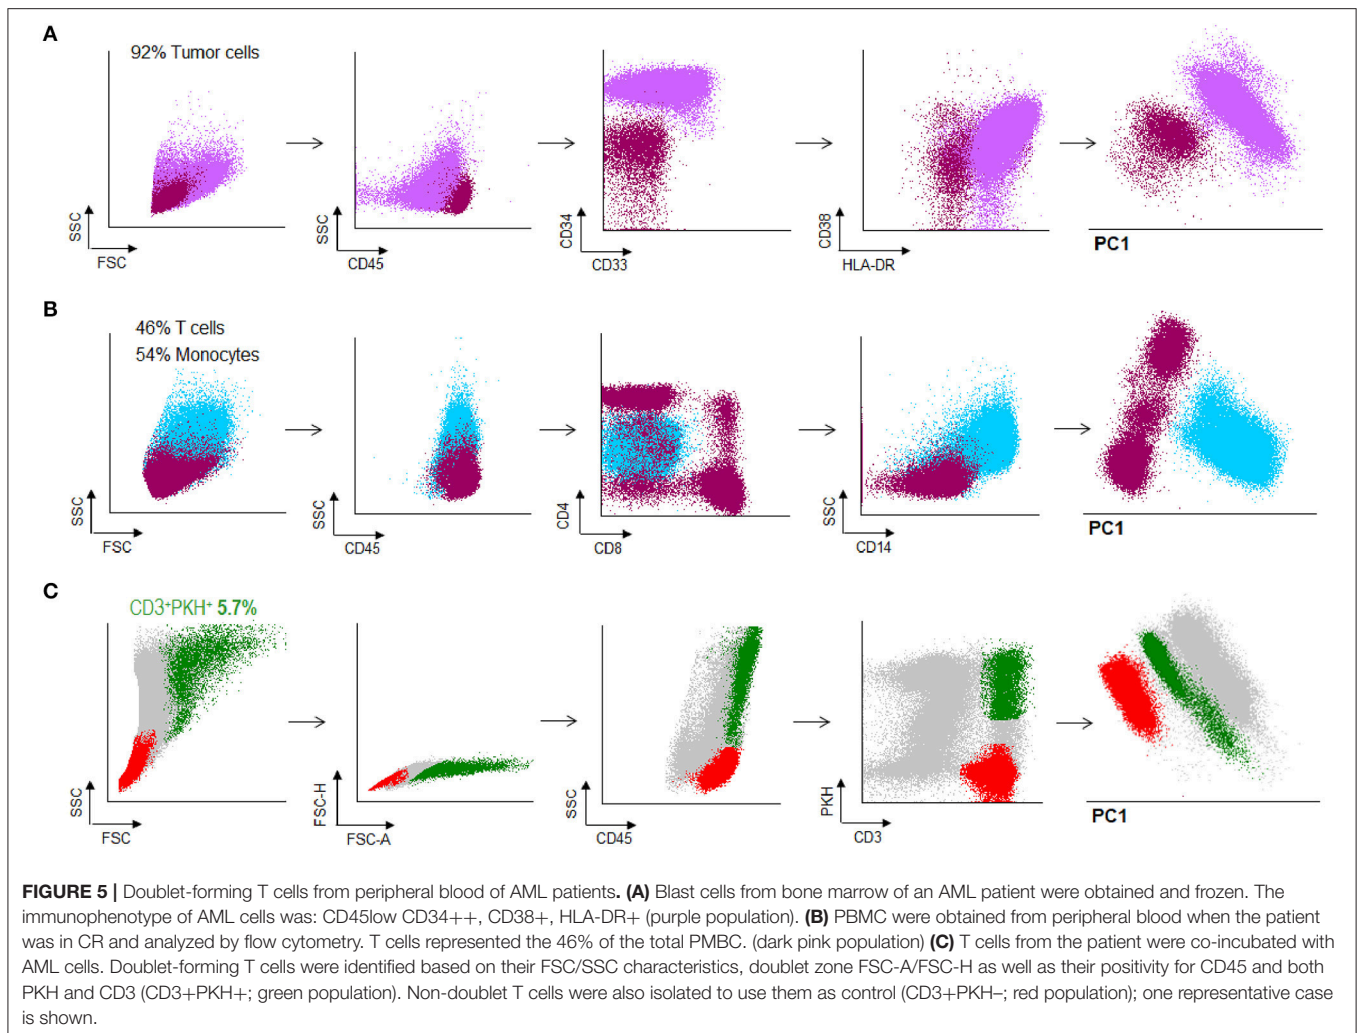 A
92% Tumor cells
SSC
FSC
SSC
CD45
CD34
CD33
CD38
HLA-DR
PC1
B
46% T cells
54% Monocytes
SSC
FSC
SSC
CD45
CD4
CD8
SSC
CD14
PC1
C
CD3⁺PKH⁺ 5.7%
SSC
FSC
FSC-H
FSC-A
SSC
CD45
PKH
CD3
PC1
FIGURE 5 | Doublet-forming T cells from peripheral blood of AML patients. (A) Blast cells from bone marrow of an AML patient were obtained and frozen. The
immunophenotype of AML cells was: CD45low CD34++, CD38+, HLA-DR+ (purple population). (B) PBMC were obtained from peripheral blood when the patient
was in CR and analyzed by flow cytometry. T cells represented the 46% of the total PMBC. (dark pink population) (C) T cells from the patient were co-incubated with
AML cells. Doublet-forming T cells were identified based on their FSC/SSC characteristics, doublet zone FSC-A/FSC-H as well as their positivity for CD45 and both
PKH and CD3 (CD3+PKH+; green population). Non-doublet T cells were also isolated to use them as control (CD3+PKH–; red population); one representative case
is shown.